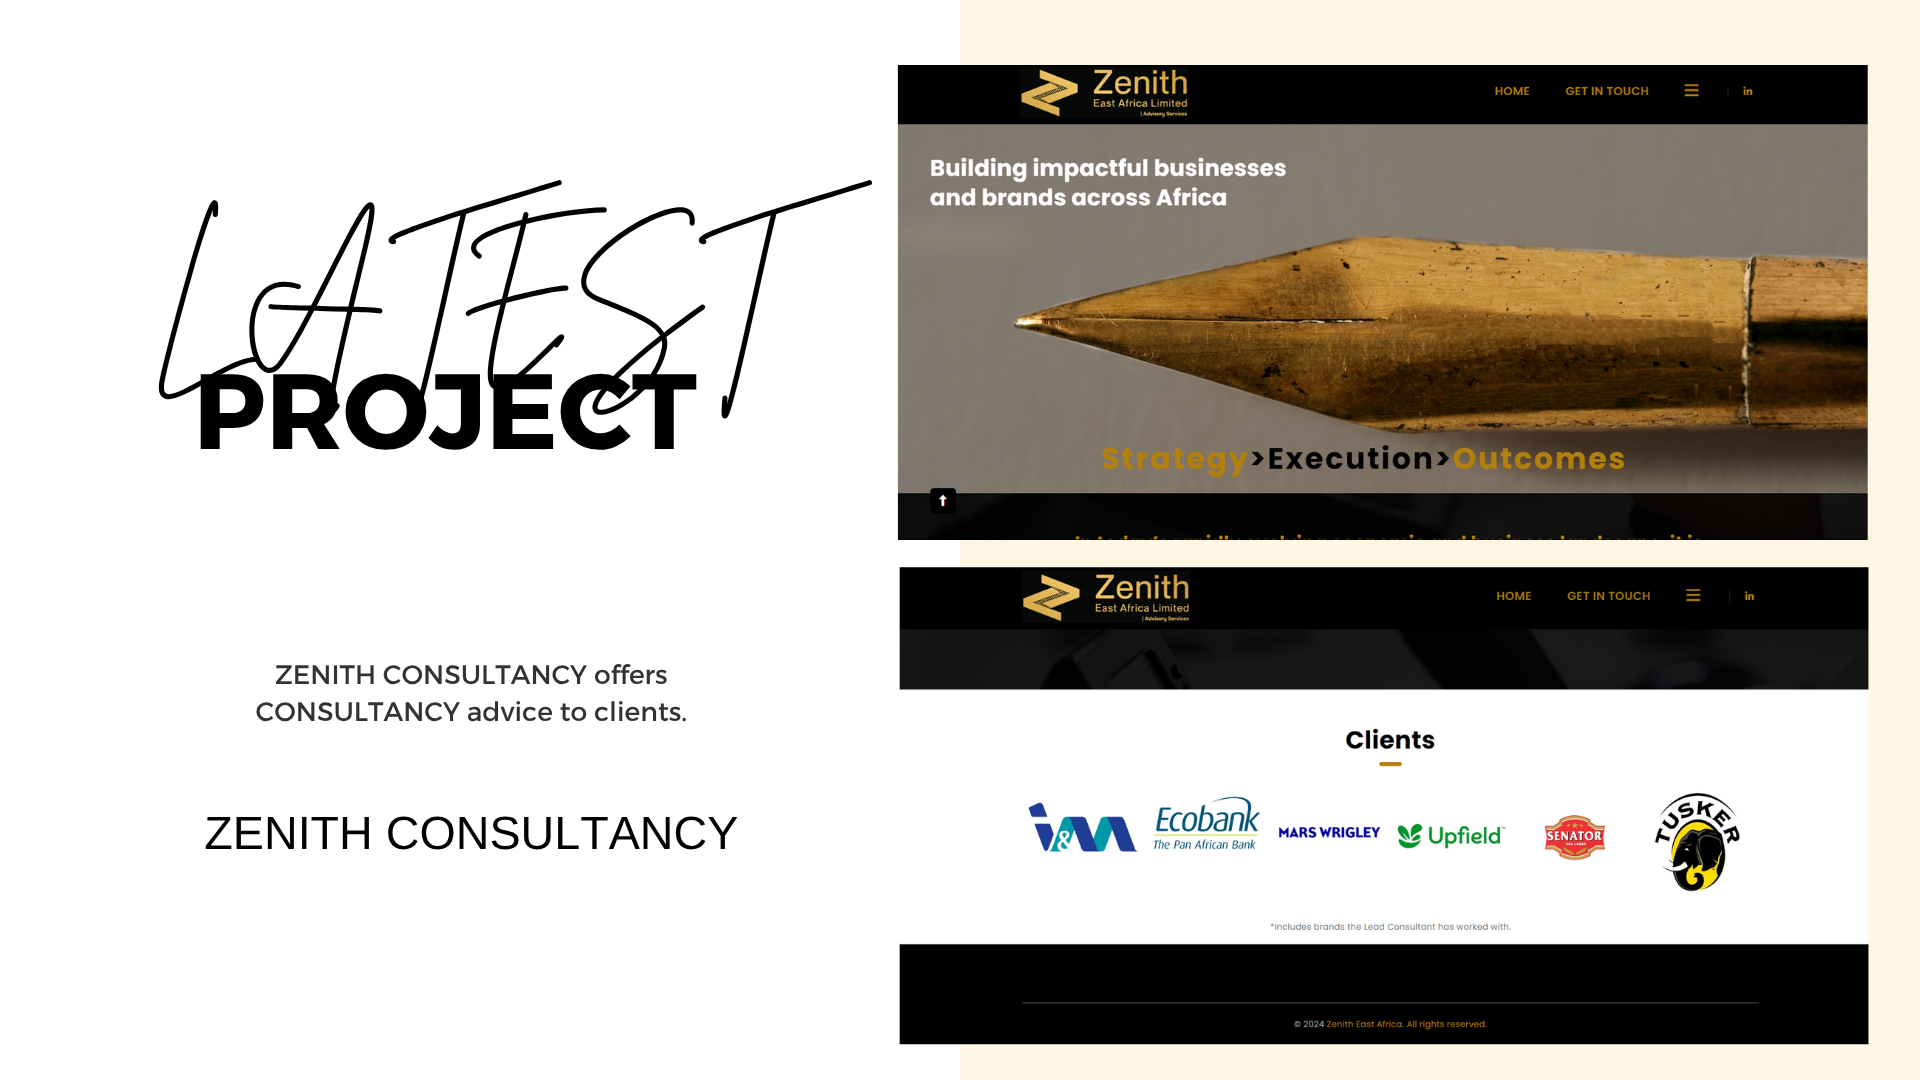 LATEST
PROJECT
ZENITH CONSULTANCY offers
CONSULTANCY advice to clients.
ZENITH CONSULTANCY
Zenith
East Africa Limited
| Advisory Services
HOME
GET IN TOUCH
in
Building impactful businesses
and brands across Africa
Strategy>Execution>Outcomes
Zenith
East Africa Limited
| Advisory Services
HOME
GET IN TOUCH
in
Clients
I&M
Ecobank
The Pan African Bank
MARS WRIGLEY
Upfield™
SENATOR
TUSKER
*Includes brands the Lead Consultant has worked with.
© 2024 Zenith East Africa. All rights reserved.